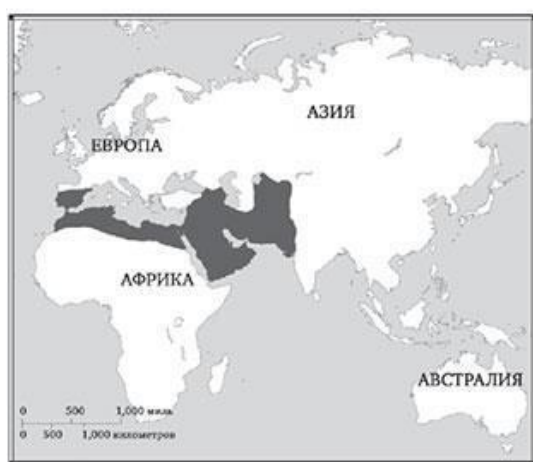 АЗИЯ
ЕВРОПА
АФРИКА
АВСТРАЛИЯ
0 500 1,000 миль
0 500 1,000 километров